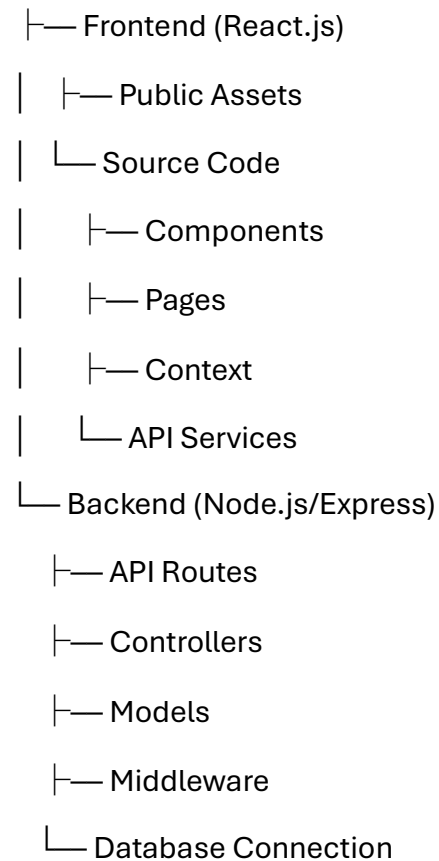 ├── Frontend (React.js)
│ ├── Public Assets
│ └── Source Code
│ ├── Components
│ ├── Pages
│ ├── Context
│ └── API Services
└── Backend (Node.js/Express)
├── API Routes
├── Controllers
├── Models
├── Middleware
└── Database Connection